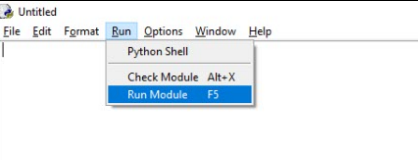 Untitled
File Edit Format Run Options Window Help
Python Shell
Check Module Alt+X
Run Module F5